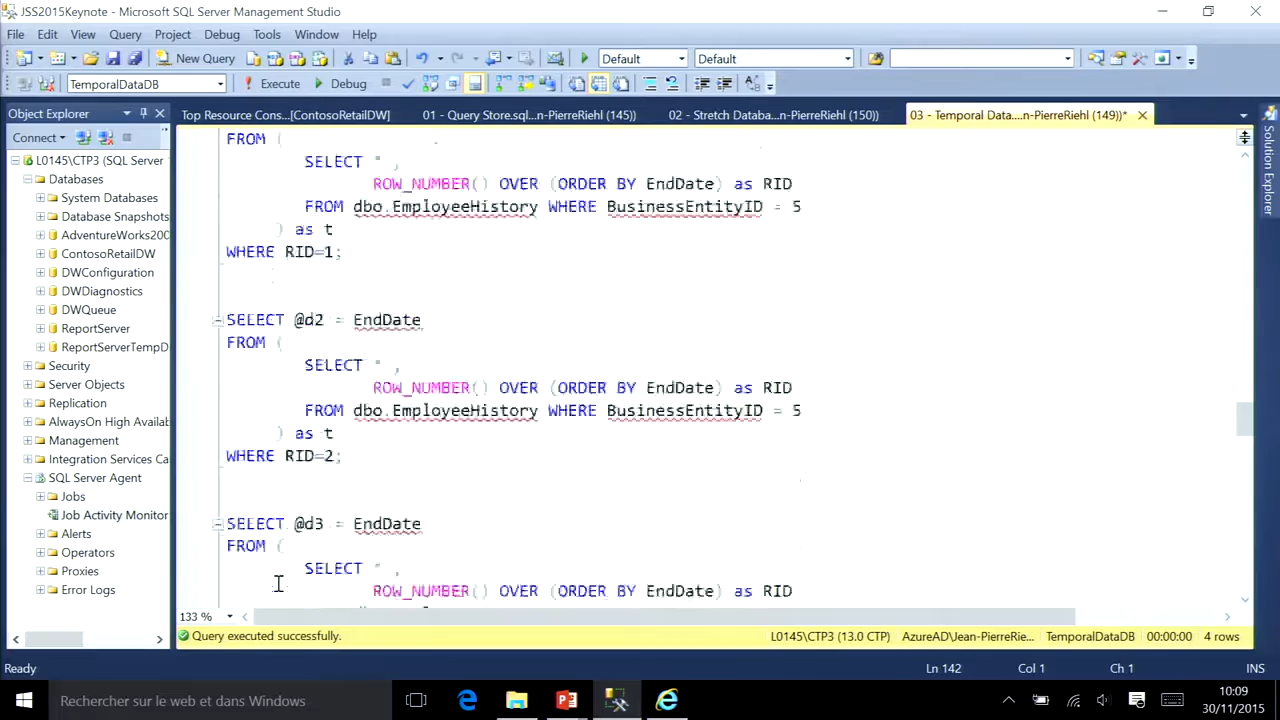 JSS2015Keynote - Microsoft SQL Server Management Studio
File Edit View Query Project Debug Tools Window Help
New Query Default Default
TemporalDataDB Execute Debug
Object Explorer
Top Resource Cons...[ContosoRetailDW] 01 - Query Store.sql...n-PierreRiehl (145)) 02 - Stretch Databa...n-PierreRiehl (150)) 03 - Temporal Data....n-PierreRiehl (149))*
Solution Explorer
Connect
L0145\CTP3 (SQL Server
Databases
System Databases
Database Snapshots
AdventureWorks200
ContosoRetailDW
DWConfiguration
DWDiagnostics
DWQueue
ReportServer
ReportServerTempD
Security
Server Objects
Replication
AlwaysOn High Availab
Management
Integration Services Ca
SQL Server Agent
Jobs
Job Activity Monitor
Alerts
Operators
Proxies
Error Logs
FROM (
SELECT * ,
ROW_NUMBER() OVER (ORDER BY EndDate) as RID
FROM dbo.EmployeeHistory WHERE BusinessEntityID = 5
) as t
WHERE RID=1;
SELECT @d2 = EndDate
FROM (
SELECT * ,
ROW_NUMBER() OVER (ORDER BY EndDate) as RID
FROM dbo.EmployeeHistory WHERE BusinessEntityID = 5
) as t
WHERE RID=2;
SELECT @d3 = EndDate
FROM (
SELECT * ,
ROW_NUMBER() OVER (ORDER BY EndDate) as RID
133 %
Query executed successfully. L0145\CTP3 (13.0 CTP) AzureAD\Jean-PierreRie... TemporalDataDB 00:00:00 4 rows
Ready Ln 142 Col 1 Ch 1 INS
Rechercher sur le web et dans Windows
10:09
30/11/2015